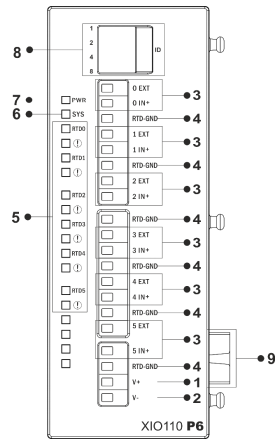 1
2
4
8
ID
8
7
PWR
6
SYS
5
RTD0
RTD1
RTD2
RTD3
RTD4
RTD5
0 EXT
0 IN+
3
RTD-GND
4
1 EXT
1 IN+
3
RTD-GND
4
2 EXT
2 IN+
3
RTD-GND
4
3 EXT
3 IN+
3
RTD-GND
4
4 EXT
4 IN+
3
RTD-GND
4
5 EXT
5 IN+
3
RTD-GND
4
V+
1
V-
2
9
XIO110 P6